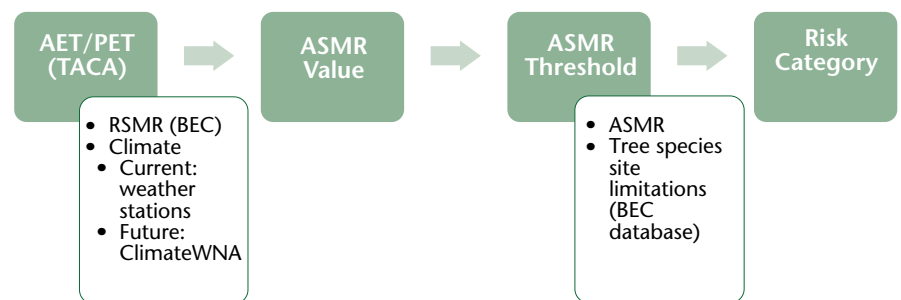 AET/PET
(TACA)
ASMR
Value
ASMR
Threshold
Risk
Category
• RSMR (BEC)
• Climate
• Current:
weather
stations
• Future:
ClimateWNA
• ASMR
• Tree species
site
limitations
(BEC
database)